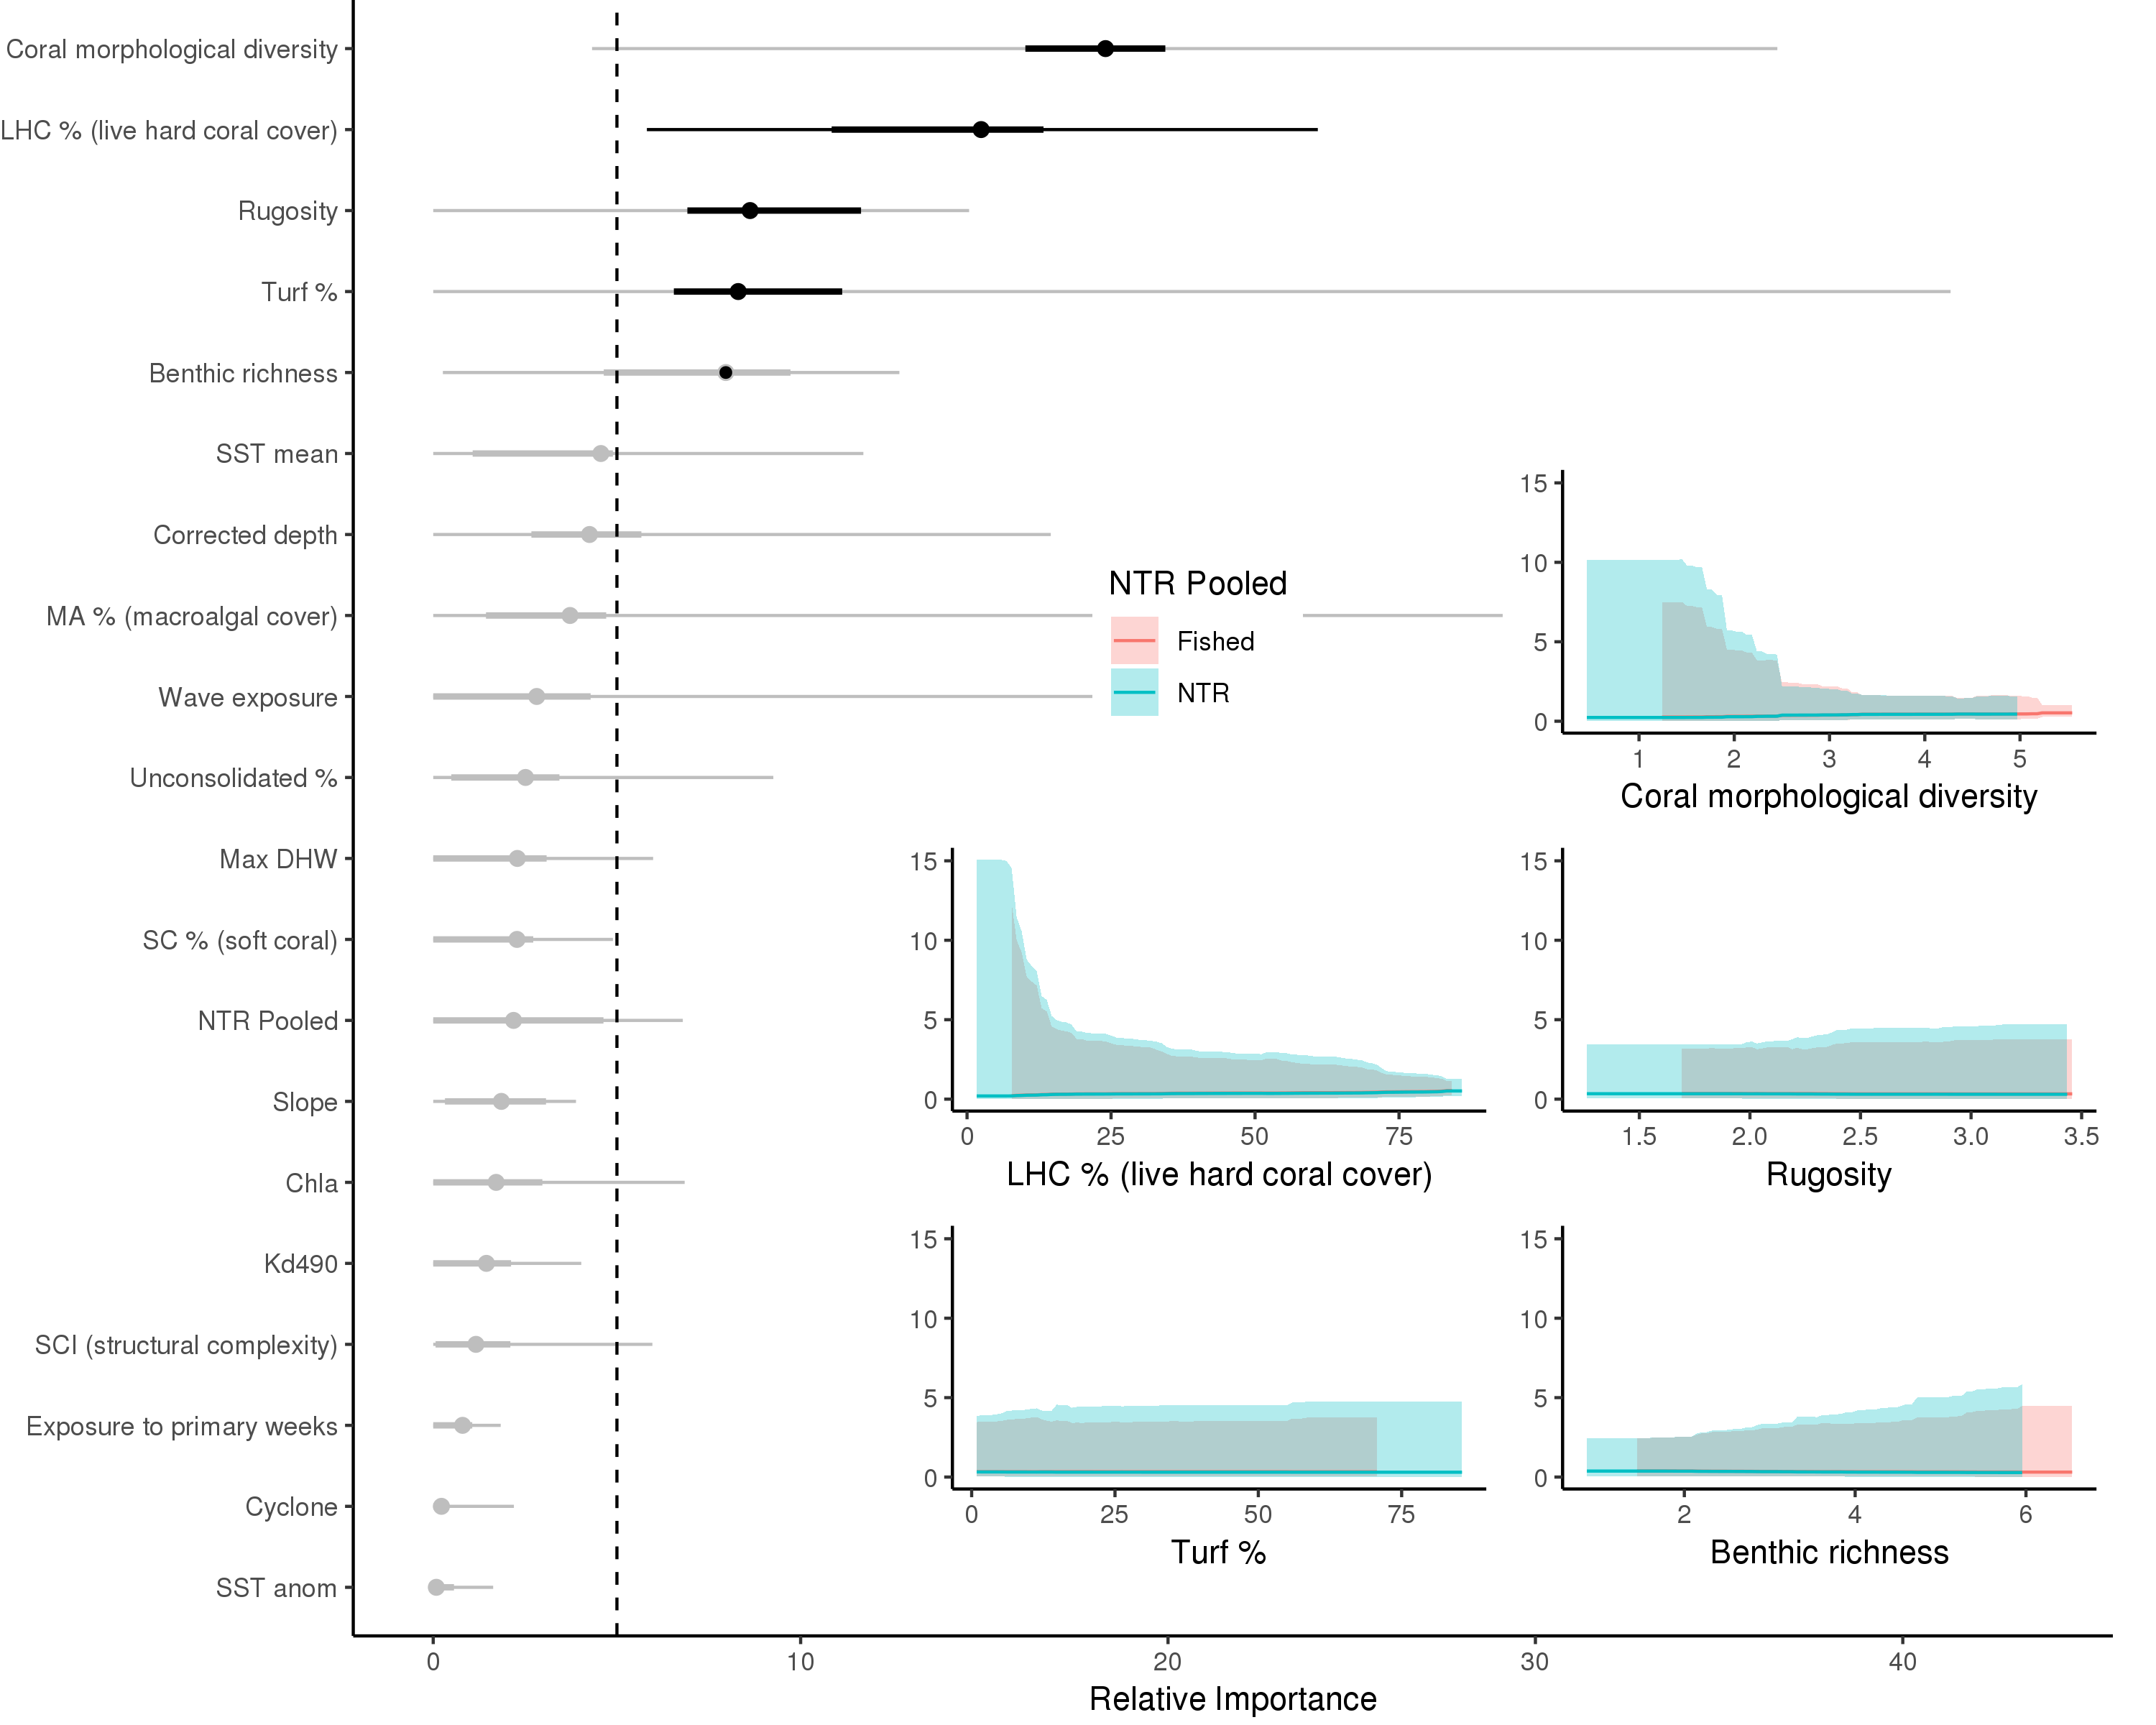 Coral morphological diversity
LHC % (live hard coral cover)
Rugosity
Turf %
Benthic richness
SST mean
Corrected depth
MA % (macroalgal cover)
Wave exposure
Unconsolidated %
Max DHW
SC % (soft coral)
NTR Pooled
Slope
Chla
Kd490
SCI (structural complexity)
Exposure to primary weeks
Cyclone
SST anom
0 10 20 30 40
Relative Importance
NTR Pooled
Fished
NTR
15
10
5
0
1 2 3 4 5
Coral morphological diversity
15
10
5
0
0 25 50 75
LHC % (live hard coral cover)
15
10
5
0
1.5 2.0 2.5 3.0 3.5
Rugosity
15
10
5
0
0 25 50 75
Turf %
15
10
5
0
2 4 6
Benthic richness